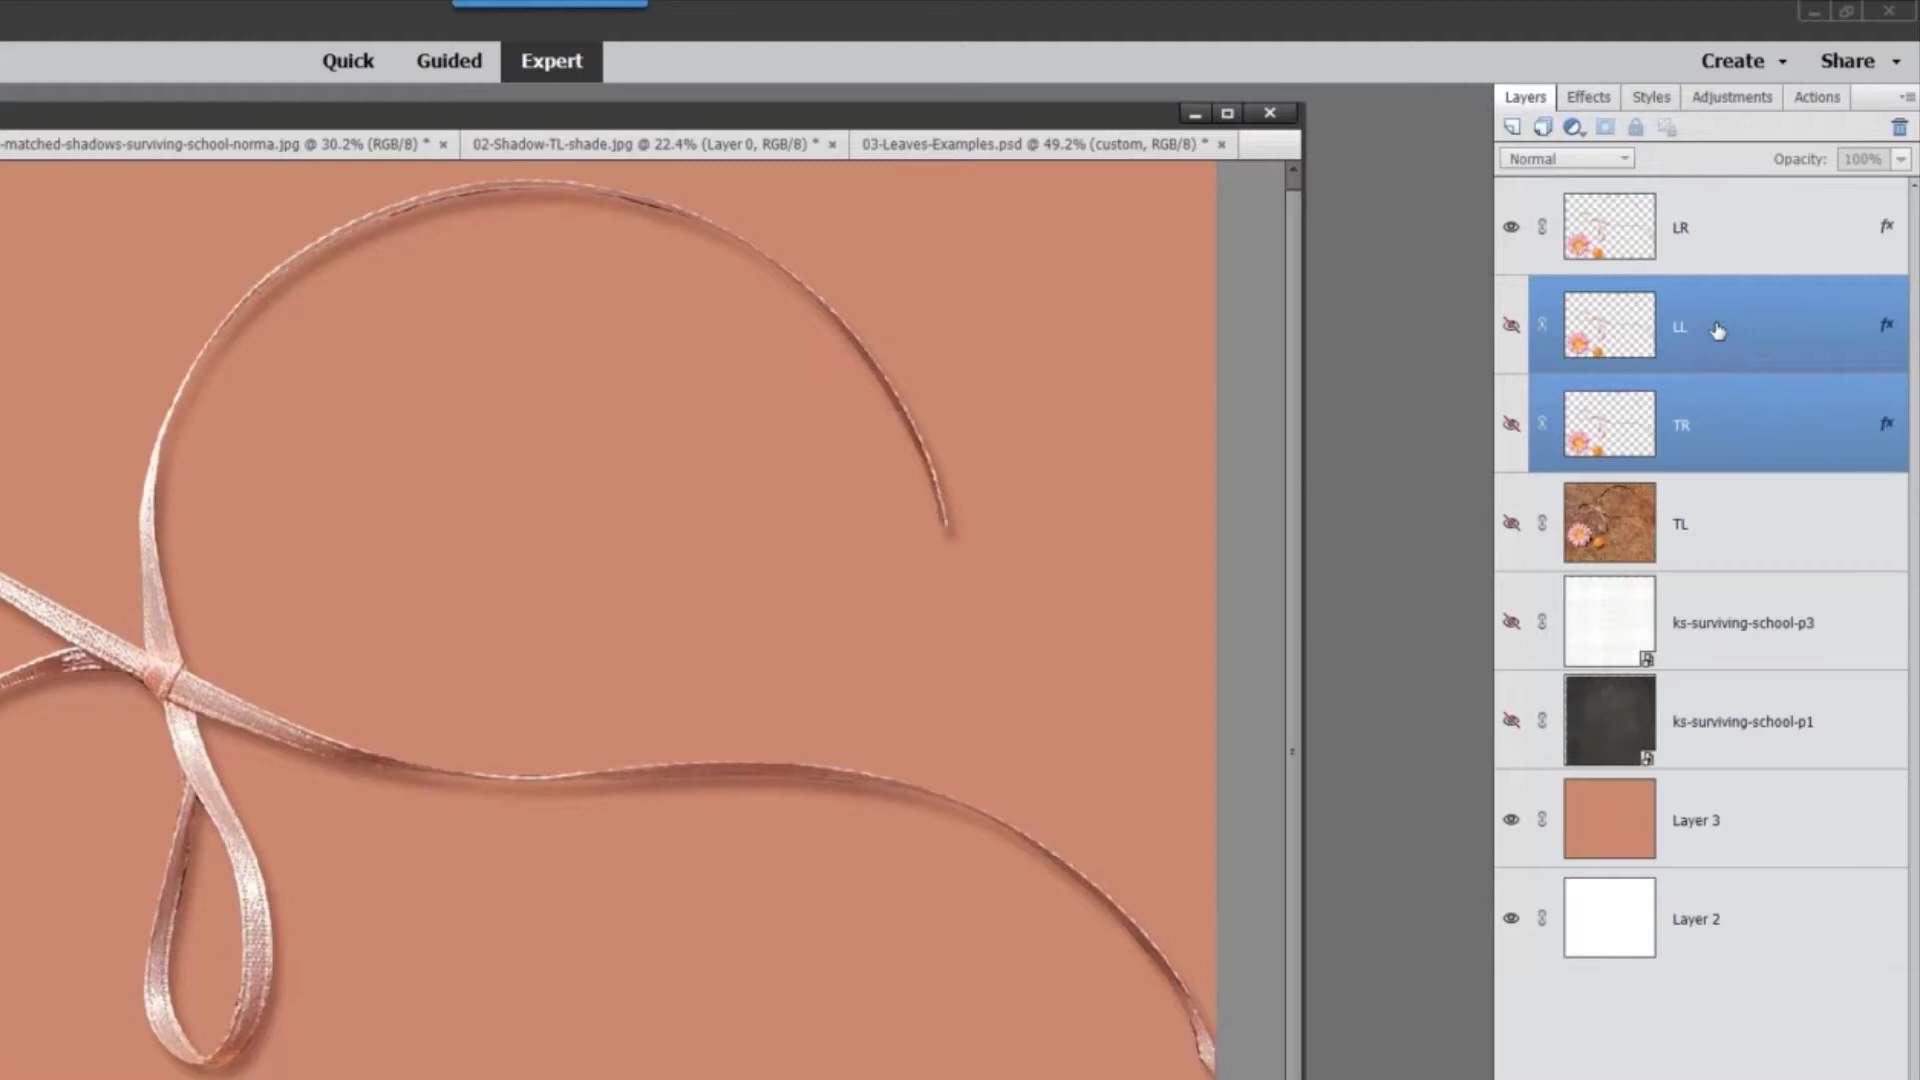 Quick Guided Expert Create Share
Layers Effects Styles Adjustments Actions
-matched-shadows-surviving-school-norma.jpg @ 30.2% (RGB/8) * × 02-Shadow-TL-shade.jpg @ 22.4% (Layer 0, RGB/8) * × 03-Leaves-Examples.psd @ 49.2% (custom, RGB/8) * ×
Normal Opacity: 100%
LR fx
LL fx
TR fx
TL
ks-surviving-school-p3
ks-surviving-school-p1
Layer 3
Layer 2